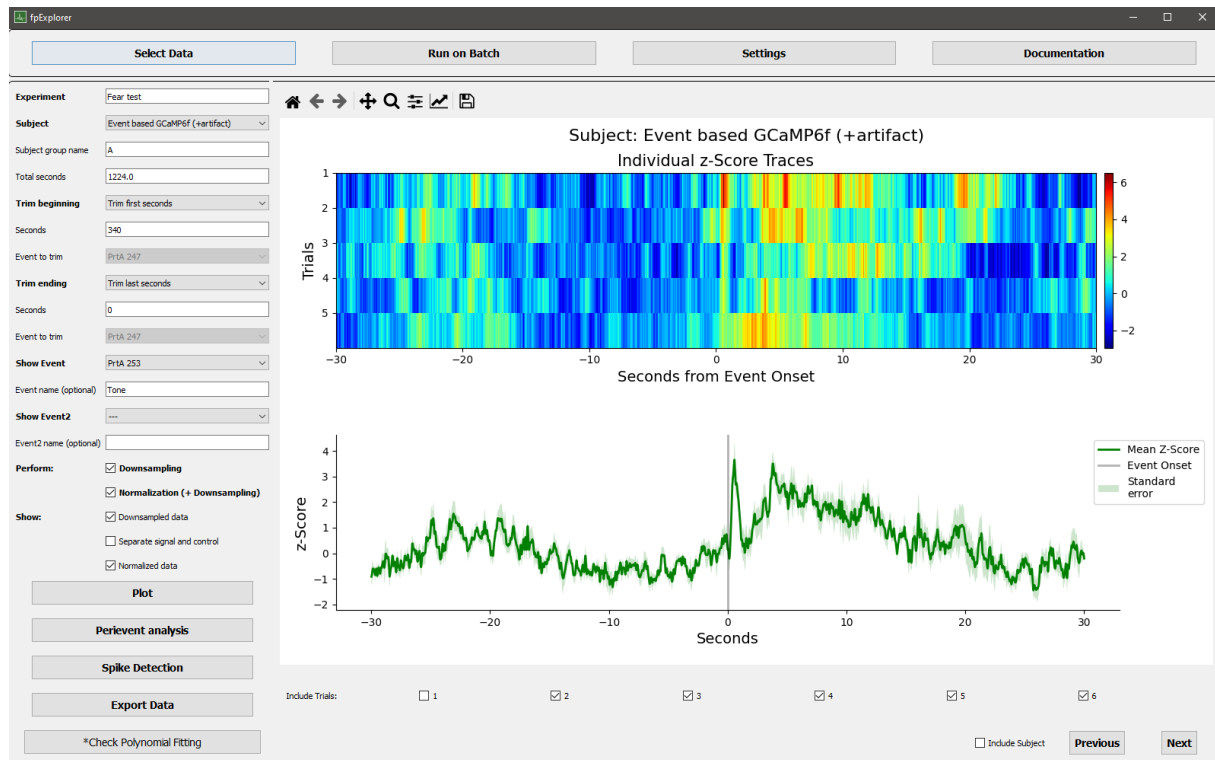 fpExplorer
Select Data Run on Batch Settings Documentation
Experiment Fear test
Subject Event based GCaMP6f (+artifact)
Subject group name A
Total seconds 1224.0
Trim beginning Trim first seconds
Seconds 340
Event to trim PrtA 247
Trim ending Trim last seconds
Seconds 0
Event to trim PrtA 247
Show Event PrtA 253
Event name (optional) Tone
Show Event2 ---
Event2 name (optional)
Perform: Downsampling
Normalization (+ Downsampling)
Show: Downsampled data
Separate signal and control
Normalized data
Plot
Perievent analysis
Spike Detection
Export Data
*Check Polynomial Fitting
Subject: Event based GCaMP6f (+artifact)
Individual z-Score Traces
Trials
1
2
3
4
5
−30 −20 −10 0 10 20 30
Seconds from Event Onset
6
4
2
0
−2
z-Score
4
3
2
1
0
−1
−2
−30 −20 −10 0 10 20 30
Seconds
Mean Z-Score
Event Onset
Standard
error
Include Trials: 1 2 3 4 5 6
Include Subject Previous Next